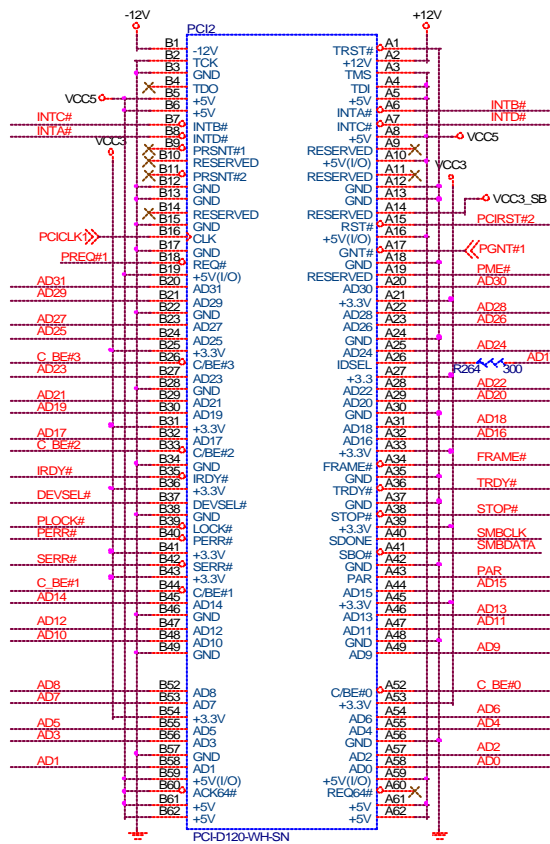 -12V +12V
PCI2
B1 -12V TRST# A1
B2 TCK +12V A2
B3 GND TMS A3
B4 TDO TDI A4
VCC5 B5 +5V +5V A5
B6 +5V INTA# A6 INTB#
INTC# B7 INTB# INTC# A7 INTD#
INTA# B8 INTD# +5V A8 VCC5
VCC3 B9 PRSNT#1 RESERVED A9
B10 RESERVED +5V(I/O) A10
B11 PRSNT#2 RESERVED A11 VCC3
B12 GND GND A12
B13 GND GND A13 VCC3_SB
B14 RESERVED RESERVED A14
B15 GND RST# A15 PCIRST#2
PCICLK1 B16 CLK +5V(I/O) A16
B17 GND GNT# A17 PGNT#1
PREQ#1 B18 REQ# GND A18
B19 +5V(I/O) RESERVED A19 PME#
AD31 B20 AD31 AD30 A20 AD30
AD29 B21 AD29 +3.3V A21
B22 GND AD28 A22 AD28
AD27 B23 AD27 AD26 A23 AD26
AD25 B24 AD25 GND A24
B25 +3.3V AD24 A25 AD24
C_BE#3 B26 C/BE#3 IDSEL A26 R264 300 AD1
AD23 B27 AD23 +3.3 A27
B28 GND AD22 A28 AD22
AD21 B29 AD21 AD20 A29 AD20
AD19 B30 AD19 GND A30
B31 +3.3V AD18 A31 AD18
AD17 B32 AD17 AD16 A32 AD16
C_BE#2 B33 C/BE#2 +3.3V A33
B34 GND FRAME# A34 FRAME#
IRDY# B35 IRDY# GND A35
B36 +3.3V TRDY# A36 TRDY#
DEVSEL# B37 DEVSEL# GND A37
B38 GND STOP# A38 STOP#
PLOCK# B39 LOCK# +3.3V A39
PERR# B40 PERR# SDONE A40 SMBCLK
B41 +3.3V SBO# A41 SMBDATA
SERR# B42 SERR# GND A42
B43 +3.3V PAR A43 PAR
C_BE#1 B44 C/BE#1 AD15 A44 AD15
AD14 B45 AD14 +3.3V A45
B46 GND AD13 A46 AD13
AD12 B47 AD12 AD11 A47 AD11
AD10 B48 AD10 GND A48
B49 GND AD9 A49 AD9
AD8 B52 AD8 C/BE#0 A52 C_BE#0
AD7 B53 AD7 +3.3V A53
B54 +3.3V AD6 A54 AD6
AD5 B55 AD5 AD4 A55 AD4
AD3 B56 AD3 GND A56
B57 GND AD2 A57 AD2
AD1 B58 AD1 AD0 A58 AD0
B59 +5V(I/O) +5V(I/O) A59
B60 ACK64# REQ64# A60
B61 +5V +5V A61
B62 +5V +5V A62
PCI-D120-WH-SN